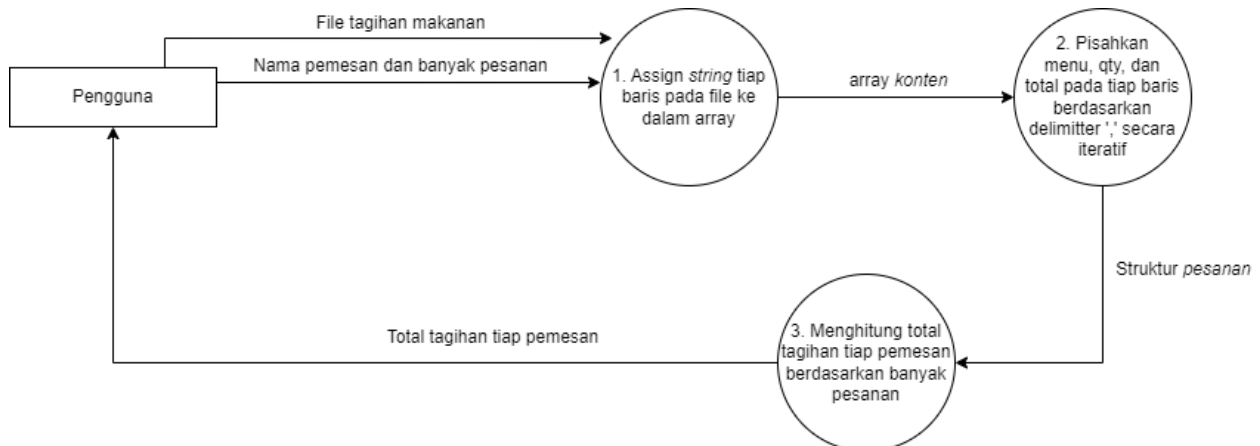 File tagihan makanan
Nama pemesan dan banyak pesanan
Pengguna
1. Assign string tiap
baris pada file ke
dalam array
array konten
2. Pisahkan
menu, qty, dan
total pada tiap baris
berdasarkan
delimitter ',' secara
iteratif
Struktur pesanan
3. Menghitung total
tagihan tiap pemesan
berdasarkan banyak
pesanan
Total tagihan tiap pemesan